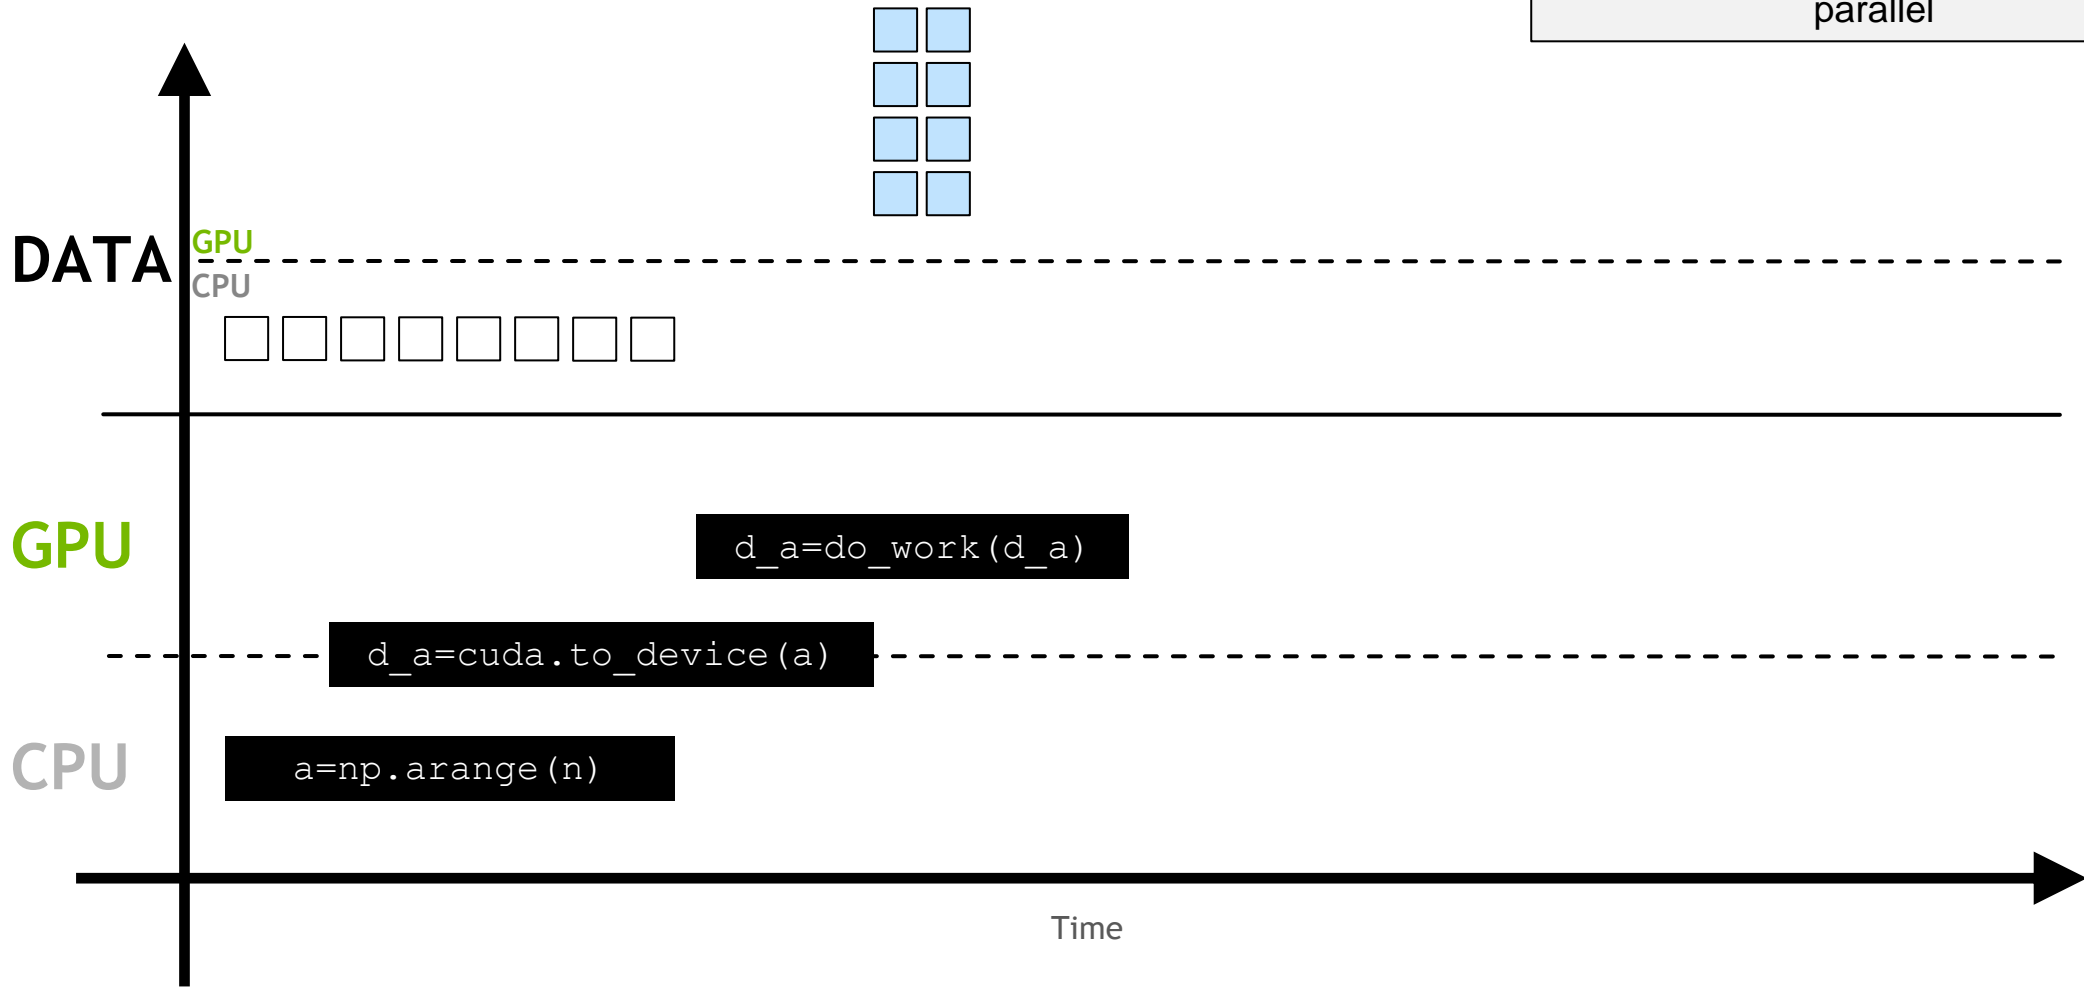 parallel
DATA
GPU
CPU
GPU
d_a=do_work(d_a)
d_a=cuda.to_device(a)
CPU
a=np.arange(n)
Time